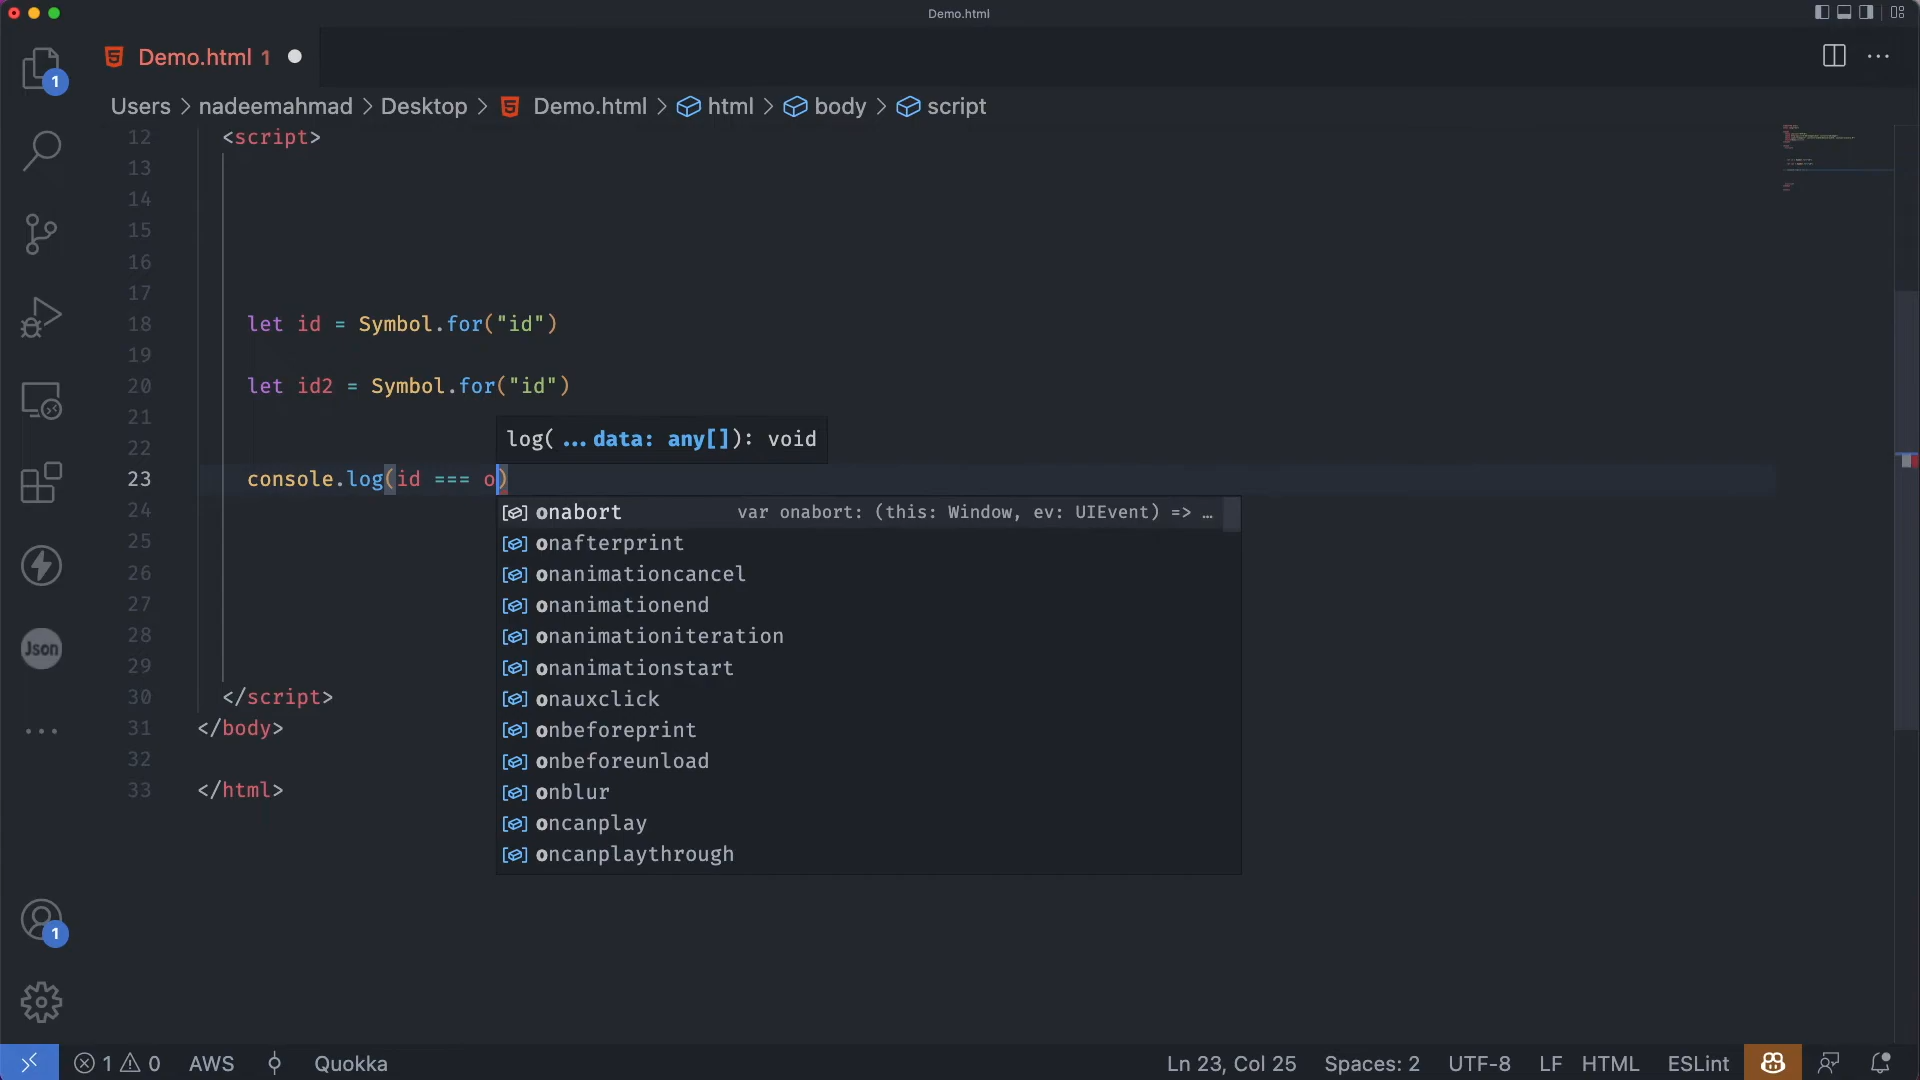 Demo.html
Demo.html 1
1
Users > nadeemahmad > Desktop > Demo.html > html > body > script
12 <script>
13
14
15
16
17
18 let id = Symbol.for("id")
19
20 let id2 = Symbol.for("id")
21
log(...data: any[]): void
22
23 console.log(id === o)
24
onabort var onabort: (this: Window, ev: UIEvent) => …
25
onafterprint
26
onanimationcancel
27
onanimationend
28
onanimationiteration
29
onanimationstart
30 </script>
onauxclick
31 </body>
onbeforeprint
32
onbeforeunload
33 </html>
onblur
oncanplay
oncanplaythrough
Json
1
1 0 AWS Quokka Ln 23, Col 25 Spaces: 2 UTF-8 LF HTML ESLint